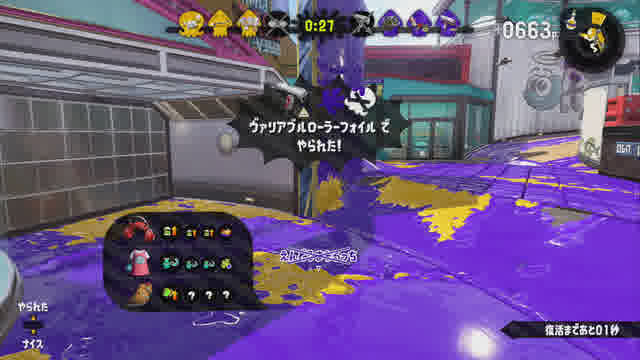 0:27
0663p
ヴァリアブルローラーフォイル で
やられた!
? ? ?
やられた
ナイス
復活まであと01秒